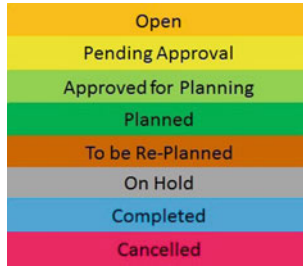 Open
Pending Approval
Approved for Planning
Planned
To be Re-Planned
On Hold
Completed
Cancelled